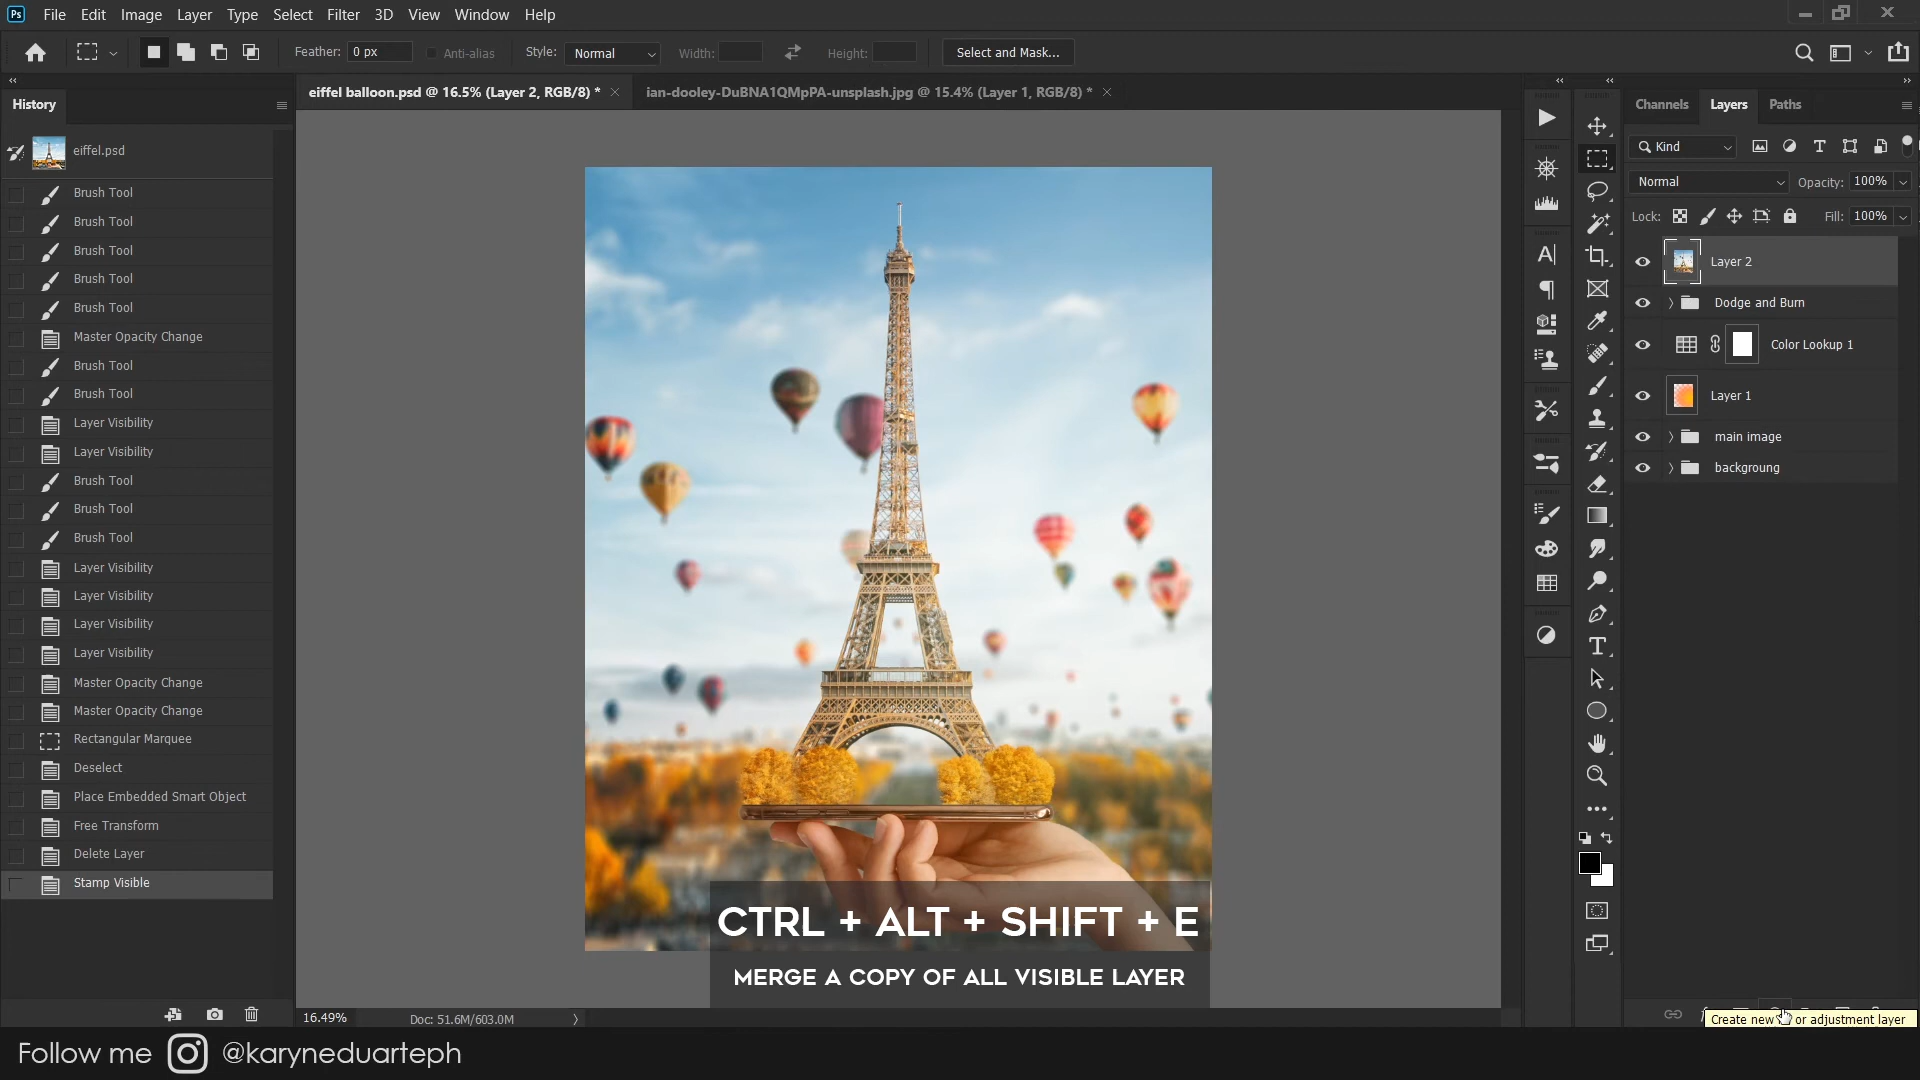 Ps File Edit Image Layer Type Select Filter 3D View Window Help
Feather: 0 px Anti-alias Style: Normal Width: Height: Select and Mask...
History
eiffel balloon.psd @ 16.5% (Layer 2, RGB/8) *
ian-dooley-DuBNA1QMpPA-unsplash.jpg @ 15.4% (Layer 1, RGB/8) *
Channels Layers Paths
eiffel.psd
Brush Tool
Brush Tool
Brush Tool
Brush Tool
Brush Tool
Master Opacity Change
Brush Tool
Brush Tool
Layer Visibility
Layer Visibility
Brush Tool
Brush Tool
Brush Tool
Layer Visibility
Layer Visibility
Layer Visibility
Layer Visibility
Master Opacity Change
Master Opacity Change
Rectangular Marquee
Deselect
Place Embedded Smart Object
Free Transform
Delete Layer
Stamp Visible
Kind
Normal Opacity: 100%
Lock: Fill: 100%
Layer 2
Dodge and Burn
Color Lookup 1
Layer 1
main image
backgroung
CTRL + ALT + SHIFT + E
MERGE A COPY OF ALL VISIBLE LAYER
16.49% Doc: 51.6M/603.0M
Create new or adjustment layer
Follow me @karyneduarteph